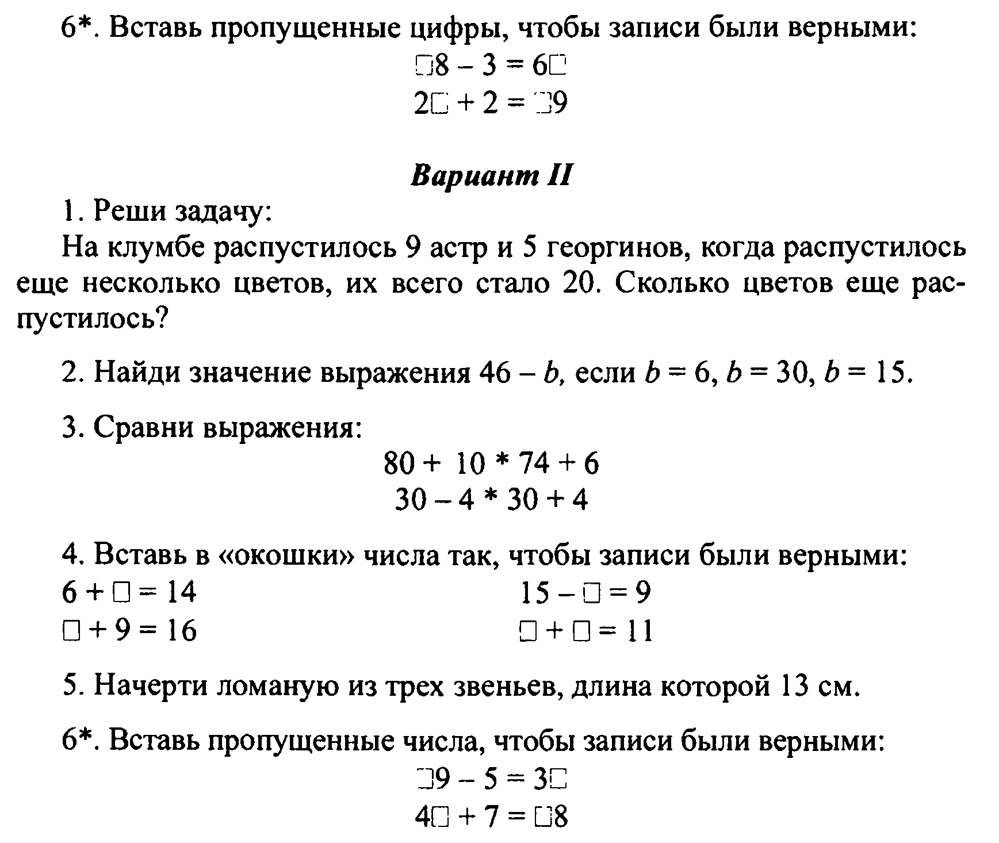 6*. Вставь пропущенные цифры, чтобы записи были верными:
□8 – 3 = 6□
2□ + 2 = □9
Вариант II
1. Реши задачу:
На клумбе распустилось 9 астр и 5 георгинов, когда распустилось
еще несколько цветов, их всего стало 20. Сколько цветов еще рас-
пустилось?
2. Найди значение выражения 46 – b, если b = 6, b = 30, b = 15.
3. Сравни выражения:
80 + 10 * 74 + 6
30 – 4 * 30 + 4
4. Вставь в «окошки» числа так, чтобы записи были верными:
6 + □ = 14 15 – □ = 9
□ + 9 = 16 □ + □ = 11
5. Начерти ломаную из трех звеньев, длина которой 13 см.
6*. Вставь пропущенные числа, чтобы записи были верными:
□9 – 5 = 3□
4□ + 7 = □8